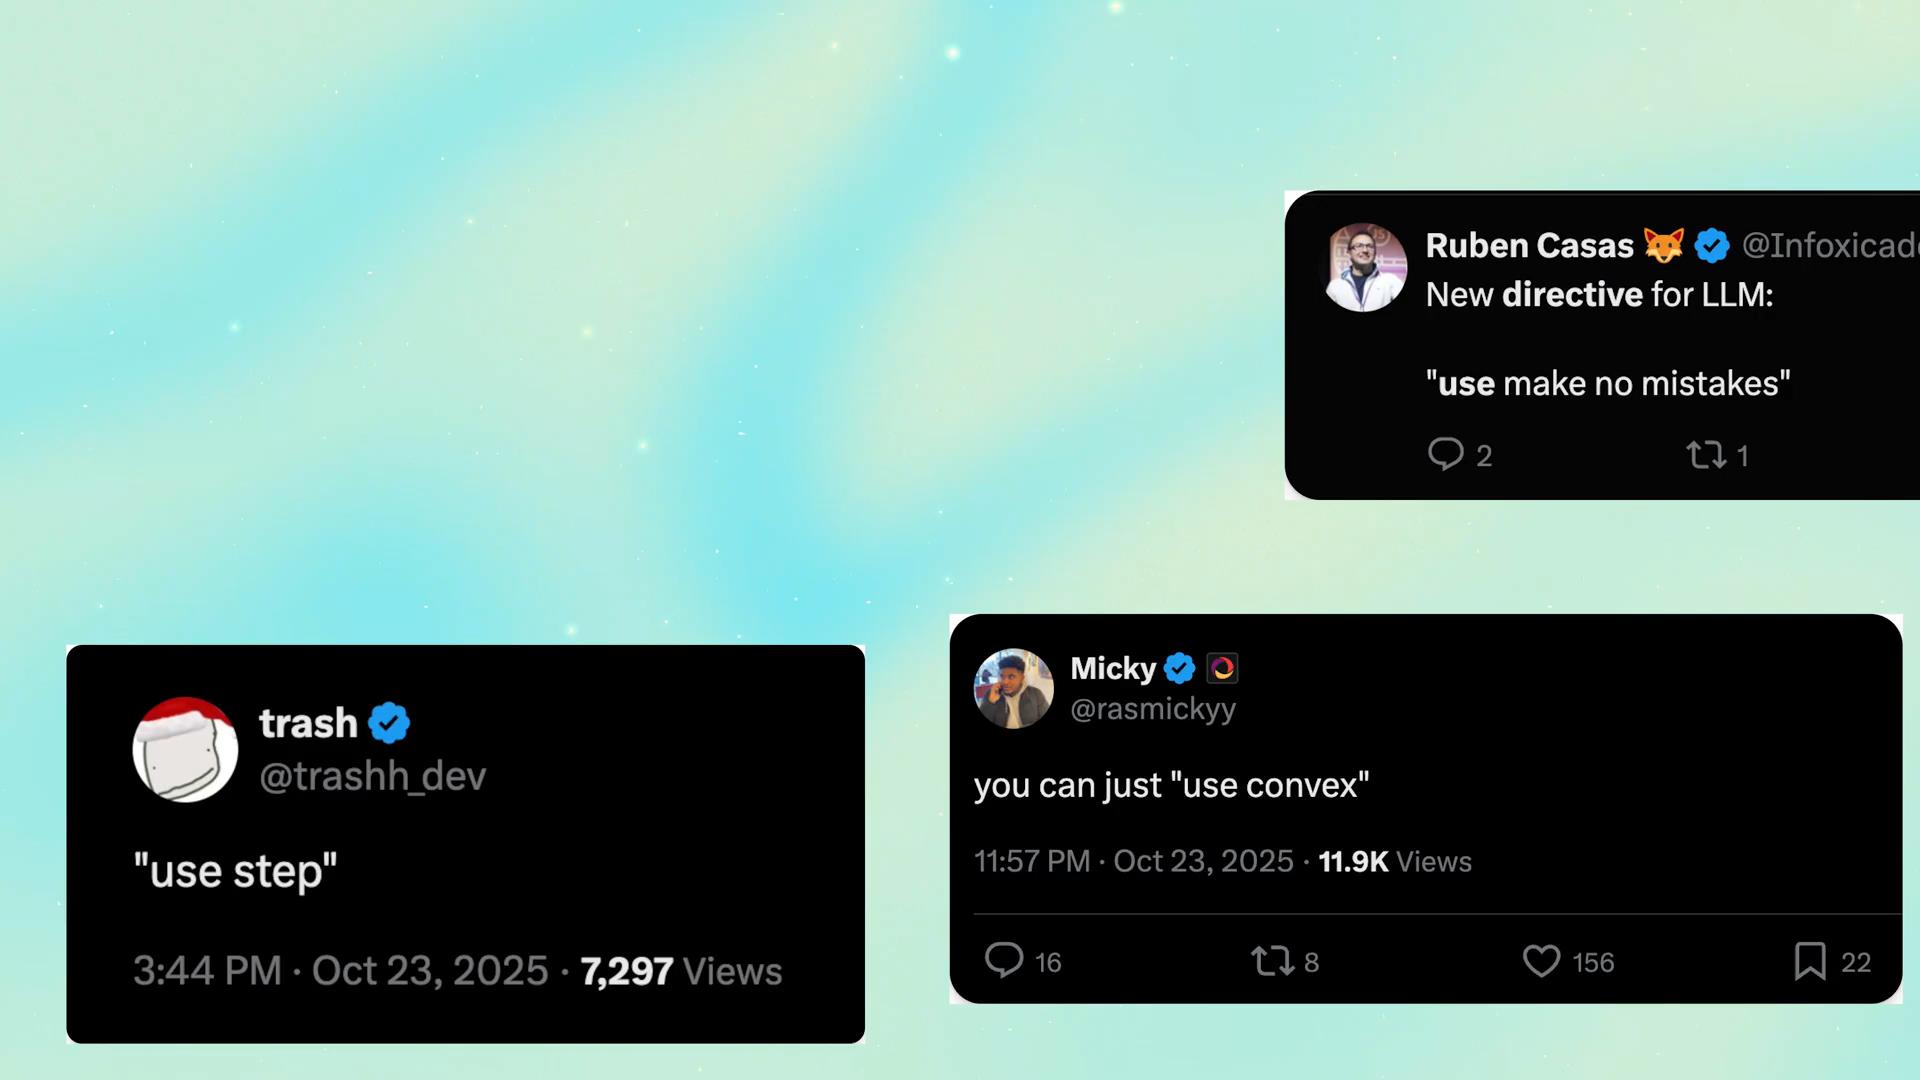 Ruben Casas 🦊 @Infoxicad
New directive for LLM:
"use make no mistakes"
2 1
trash
@trashh_dev
"use step"
3:44 PM · Oct 23, 2025 · 7,297 Views
Micky
@rasmickyy
you can just "use convex"
11:57 PM · Oct 23, 2025 · 11.9K Views
16 8 156 22